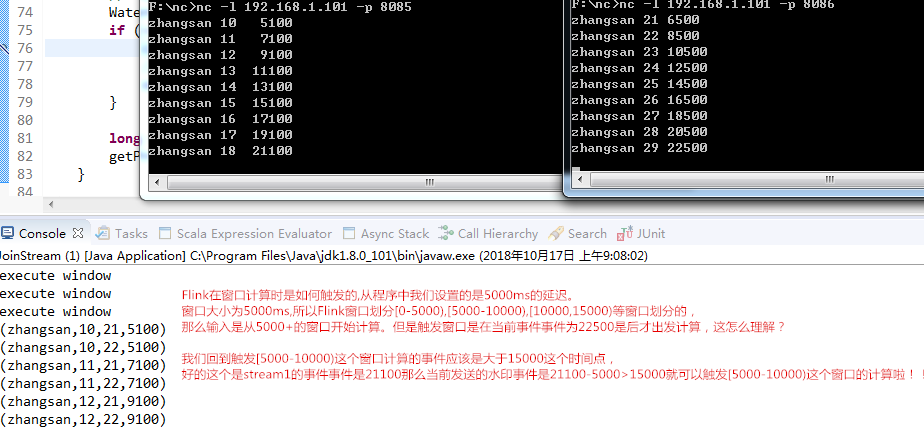 74
75
76
77
78
79
80
81
82
83
84
Water
if (
}
long
getP
}
F:\nc>nc -l 192.168.1.101 -p 8085
zhangsan 10 5100
zhangsan 11 7100
zhangsan 12 9100
zhangsan 13 11100
zhangsan 14 13100
zhangsan 15 15100
zhangsan 16 17100
zhangsan 17 19100
zhangsan 18 21100
F:\nc>nc -l 192.168.1.101 -p 8086
zhangsan 21 6500
zhangsan 22 8500
zhangsan 23 10500
zhangsan 24 12500
zhangsan 25 14500
zhangsan 26 16500
zhangsan 27 18500
zhangsan 28 20500
zhangsan 29 22500
Console Tasks Scala Expression Evaluator Async Stack Call Hierarchy Search JUnit
JoinStream (1) [Java Application] C:\Program Files\Java\jdk1.8.0_101\bin\javaw.exe (2018年10月17日 上午9:08:02)
execute window
execute window
execute window
(zhangsan,10,21,5100)
(zhangsan,10,22,5100)
(zhangsan,11,21,7100)
(zhangsan,11,22,7100)
(zhangsan,12,21,9100)
(zhangsan,12,22,9100)
Flink在窗口计算时是如何触发的,从程序中我们设置的是5000ms的延迟。
窗口大小为5000ms,所以Flink窗口划分[0-5000),[5000-10000),[10000,15000)等窗口划分的，
那么输入是从5000+的窗口开始计算。但是触发窗口是在当前事件事件为22500是后才出发计算，这怎么理解？
我们回到触发[5000-10000)这个窗口计算的事件应该是大于15000这个时间点，
好的这个是stream1的事件事件是21100那么当前发送的水印事件是21100-5000>15000就可以触发[5000-10000)这个窗口的计算啦！！